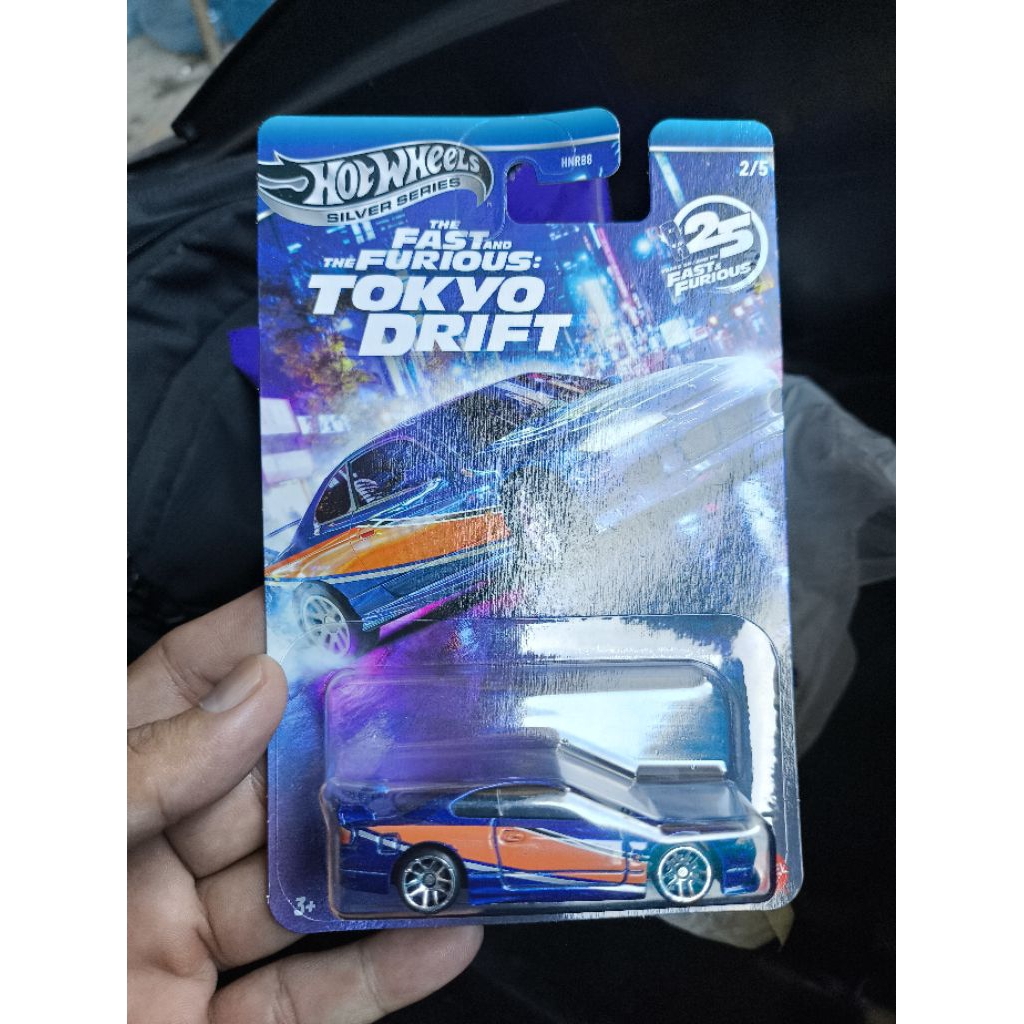 HOT WHEELS
SILVER SERIES
HNR88
2/5
THE
FAST AND
THE FURIOUS:
TOKYO
DRIFT
25
FAST &
FURIOUS
3+